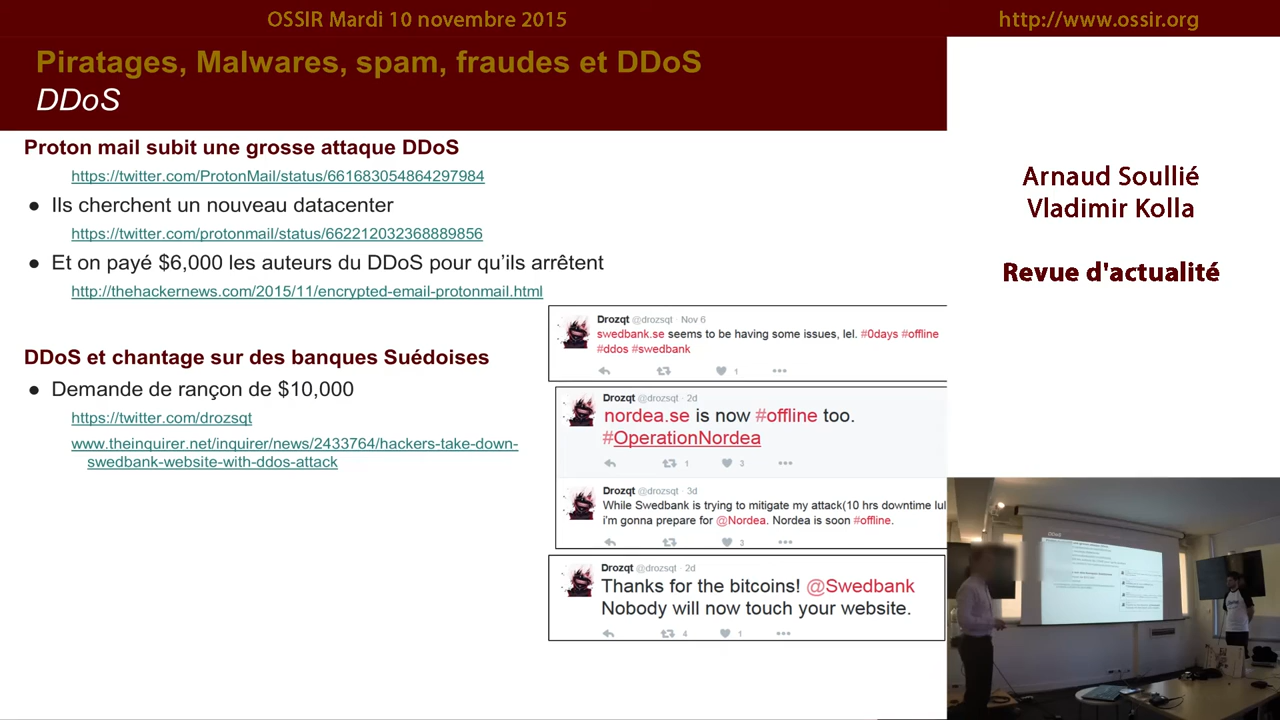 OSSIR Mardi 10 novembre 2015
http://www.ossir.org
Piratages, Malwares, spam, fraudes et DDoS
DDoS
Proton mail subit une grosse attaque DDoS
https://twitter.com/ProtonMail/status/661683054864297984
● Ils cherchent un nouveau datacenter
https://twitter.com/protonmail/status/662212032368889856
● Et on payé $6,000 les auteurs du DDoS pour qu'ils arrêtent
http://thehackernews.com/2015/11/encrypted-email-protonmail.html
DDoS et chantage sur des banques Suédoises
● Demande de rançon de $10,000
https://twitter.com/drozsqt
www.theinquirer.net/inquirer/news/2433764/hackers-take-down-
swedbank-website-with-ddos-attack
Drozqt @drozsqt · Nov 6
swedbank.se seems to be having some issues, lel. #0days #offline
#ddos #swedbank
1
Drozqt @drozsqt · 2d
nordea.se is now #offline too.
#OperationNordea
1 3
Drozqt @drozsqt · 3d
While Swedbank is trying to mitigate my attack(10 hrs downtime lul
i'm gonna prepare for @Nordea. Nordea is soon #offline.
3
Drozqt @drozsqt · 2d
Thanks for the bitcoins! @Swedbank
Nobody will now touch your website.
4 1
Arnaud Soullié
Vladimir Kolla
Revue d'actualité
DDoS